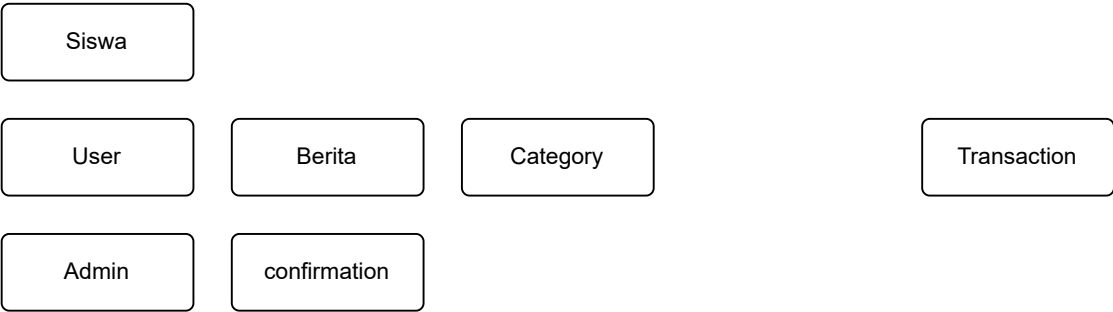 Siswa
User
Berita
Category
Transaction
Admin
confirmation